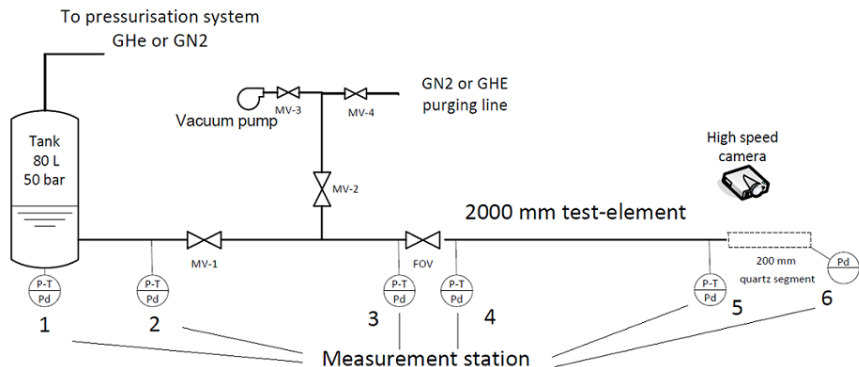 To pressurisation system
GHe or GN2
GN2 or GHE
purging line
MV-3
MV-4
Vacuum pump
Tank
80 L
50 bar
High speed
camera
MV-2
2000 mm test-element
MV-1
FOV
200 mm
quartz segment
P-T
Pd
1
P-T
Pd
2
P-T
Pd
3
P-T
Pd
4
P-T
Pd
5
Pd
6
Measurement station